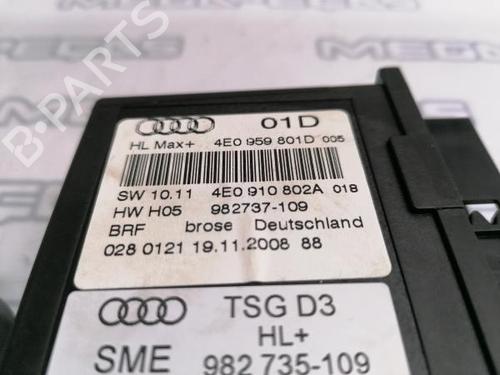 01D
HL Max+ 4E0 959 801D 005
SW 10.11 4E0 910 802A 018
HW H05 982737-109
BRF brose Deutschland
028 0121 19.11.2008 88
TSG D3
HL+
SME 982 735-109
B-PARTS